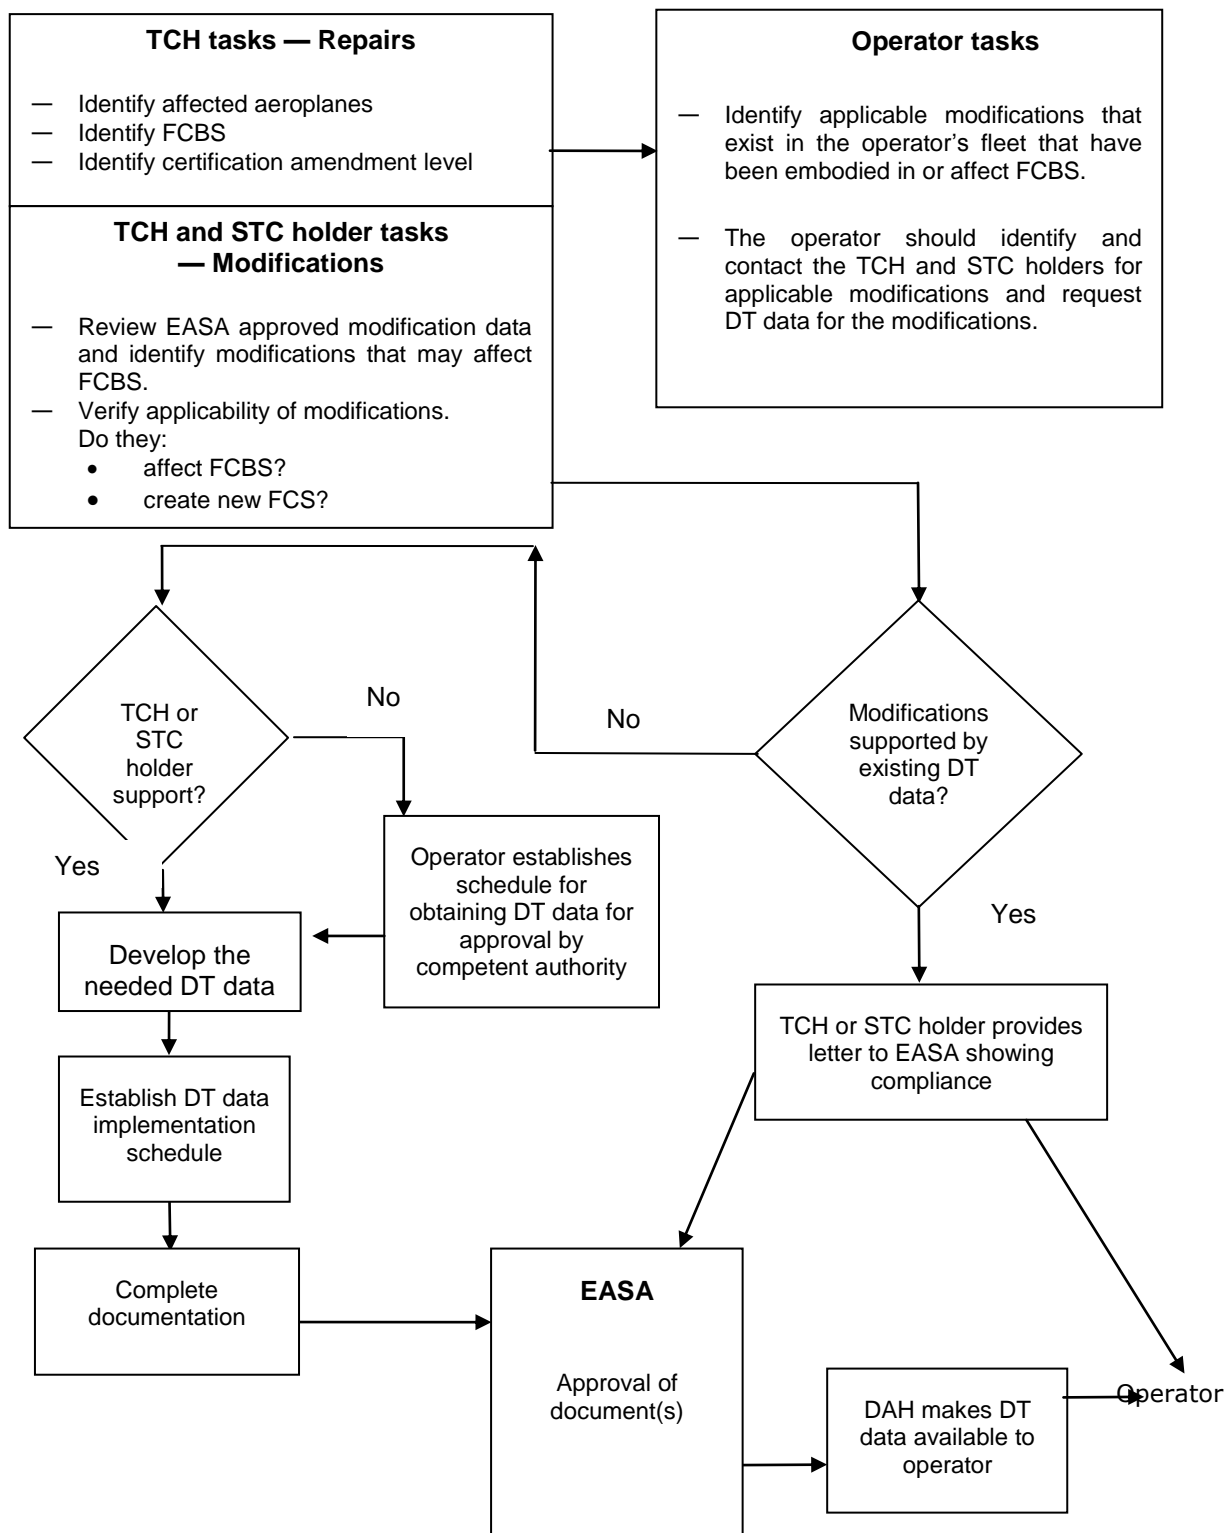 TCH tasks — Repairs
— Identify affected aeroplanes
— Identify FCBS
— Identify certification amendment level
Operator tasks
— Identify applicable modifications that
exist in the operator’s fleet that have
been embodied in or affect FCBS.
— The operator should identify and
contact the TCH and STC holders for
applicable modifications and request
DT data for the modifications.
TCH and STC holder tasks
— Modifications
— Review EASA approved modification data
and identify modifications that may affect
FCBS.
— Verify applicability of modifications.
Do they:
• affect FCBS?
• create new FCS?
TCH or
STC
holder
support?
No
Yes
No
Modifications
supported by
existing DT
data?
Yes
Operator establishes
schedule for
obtaining DT data for
approval by
competent authority
Develop the
needed DT data
TCH or STC holder provides
letter to EASA showing
compliance
Establish DT data
implementation
schedule
Complete
documentation
EASA
Approval of
document(s)
DAH makes DT
data available to
operator
Operator